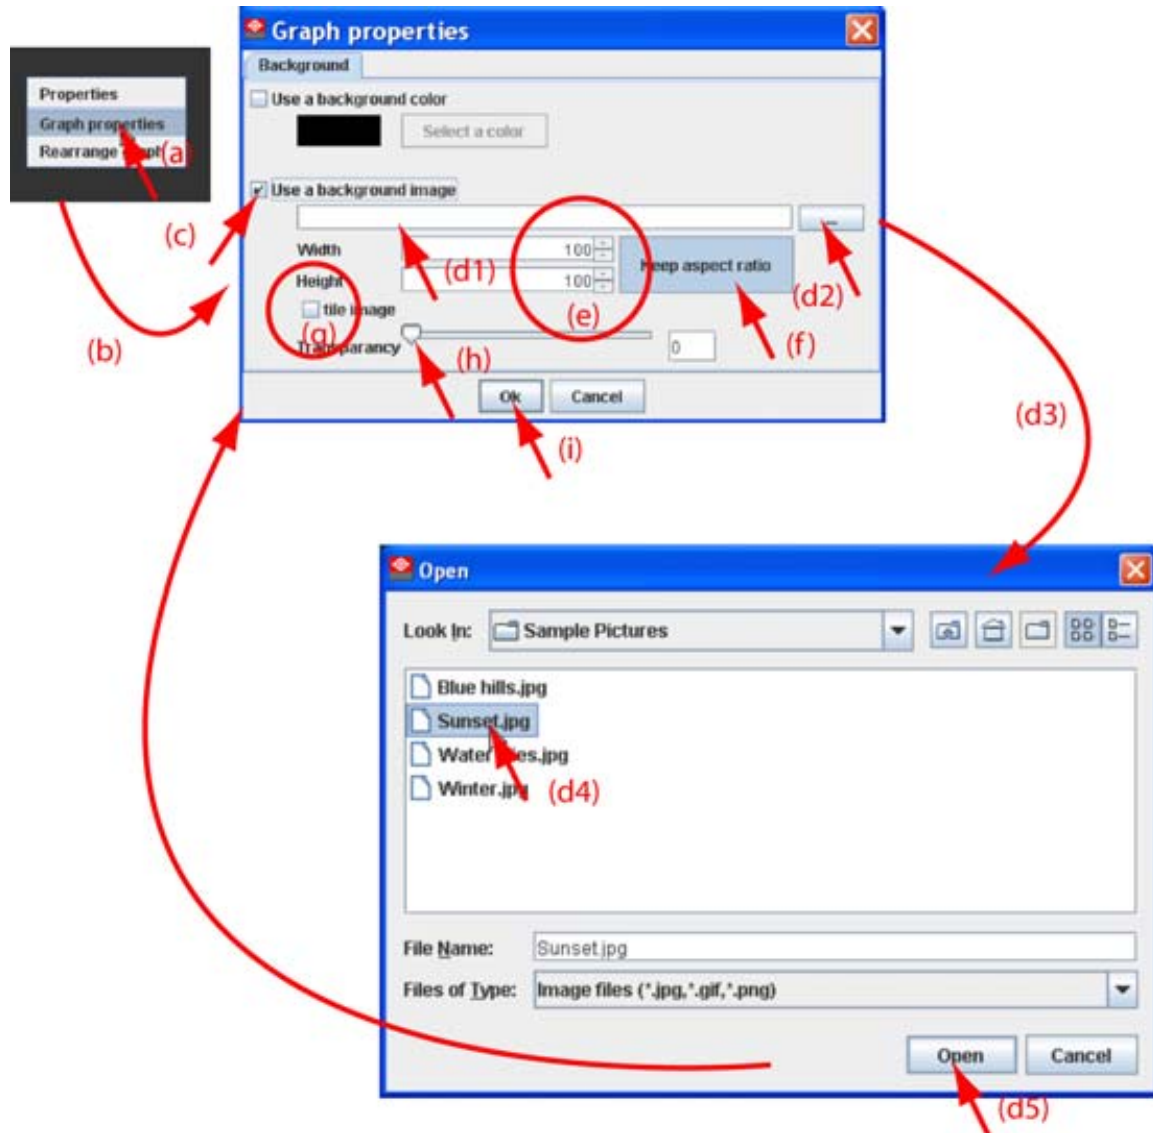 Graph properties
Background
Properties
Graph properties
Rearrange
(a)
Use a background color
Select a color
Use a background image
(c)
...
Width
100
(d1)
Keep aspect ratio
Height
100
(d2)
tile image
(g)
(e)
Transparancy
(h)
0
(f)
(b)
Ok
Cancel
(i)
(d3)
Open
Look In:
Sample Pictures
Blue hills.jpg
Sunset.jpg
Winter.jpg
(d4)
File Name:
Sunset.jpg
Files of Type:
Image files (*.jpg,*.gif,*.png)
Open
Cancel
(d5)